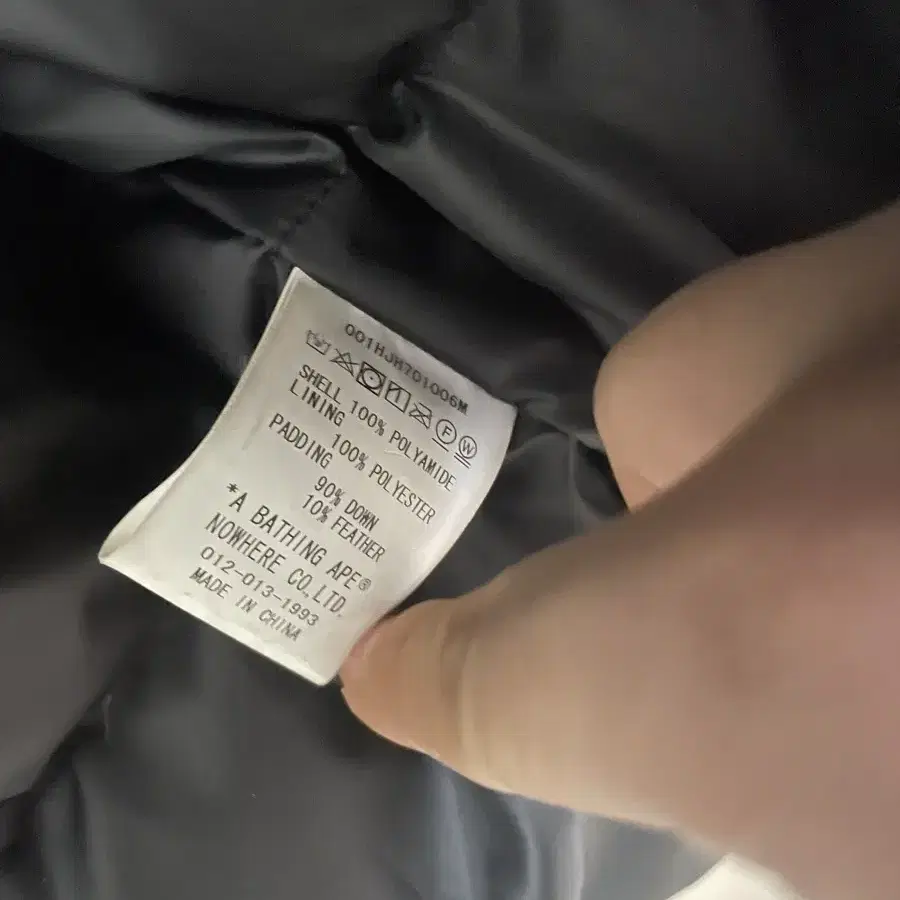 001HJH701006M
F W
SHELL 100% POLYAMIDE
LINING
100% POLYESTER
PADDING
90% DOWN
10% FEATHER
*A BATHING APE®
NOWHERE CO.,LTD.
012-013-1993
MADE IN CHINA